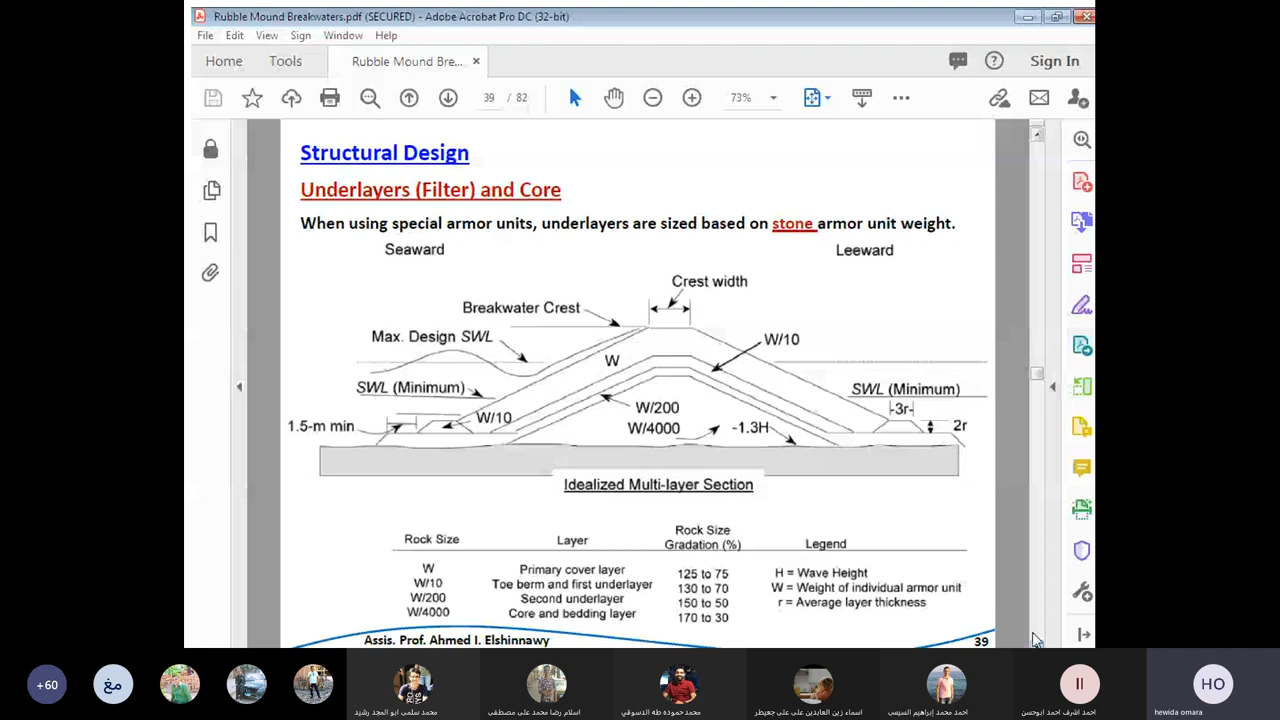 Rubble Mound Breakwaters.pdf (SECURED) - Adobe Acrobat Pro DC (32-bit)
File Edit View Sign Window Help
Home Tools Rubble Mound Bre... × Sign In
39 / 82 73%
Structural Design
Underlayers (Filter) and Core
When using special armor units, underlayers are sized based on stone armor unit weight.
Seaward Leeward
Crest width
Breakwater Crest
Max. Design SWL W/10
W
SWL (Minimum) SWL (Minimum)
-3r-
W/10 W/200
1.5-m min W/4000 -1.3H 2r
Idealized Multi-layer Section
Rock Size Layer Rock Size Gradation (%) Legend
W Primary cover layer 125 to 75 H = Wave Height
W/10 Toe berm and first underlayer 130 to 70 W = Weight of individual armor unit
W/200 Second underlayer 150 to 50 r = Average layer thickness
W/4000 Core and bedding layer 170 to 30
Assis. Prof. Ahmed I. Elshinnawy 39
+60 مغ II HO
محمد سلمى ابو المجد رشيد
اسلام رضا محمد على مصطفى
محمد حموده طه الدسوقي
اسماء زين العابدين على على جعيطر
احمد محمد إبراهيم السيسى
احمد اشرف احمد ابوحسن
hewida omara